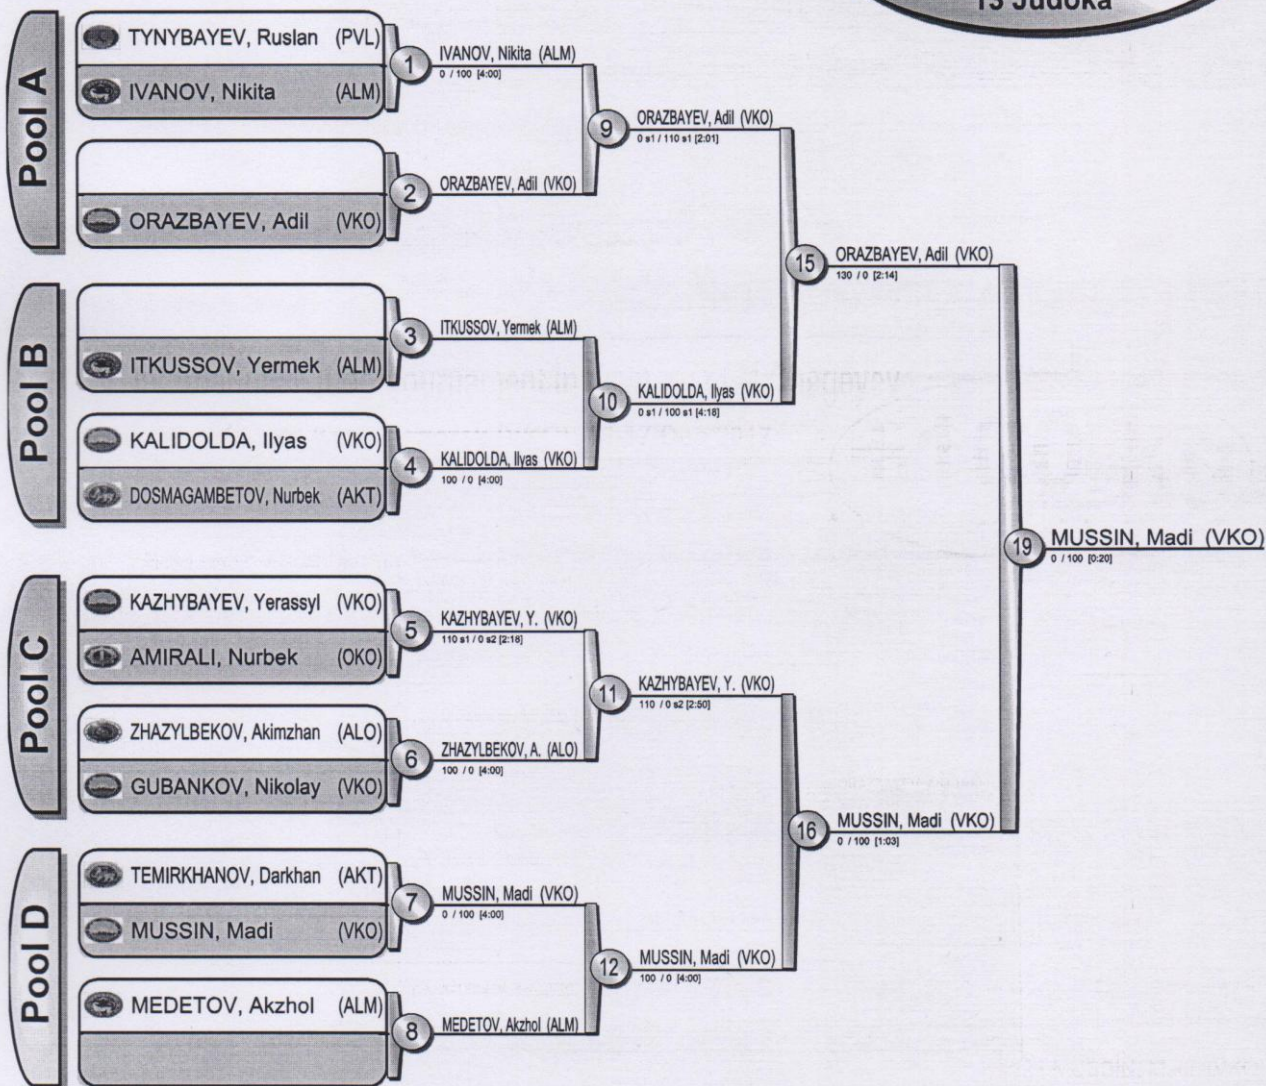 13 Judoka
Pool A
TYNYBAYEV, Ruslan (PVL)
IVANOV, Nikita (ALM)
ORAZBAYEV, Adil (VKO)
1
IVANOV, Nikita (ALM)
0 / 100 [4:00]
2
ORAZBAYEV, Adil (VKO)
9
ORAZBAYEV, Adil (VKO)
0 s1 / 110 s1 [2:01]
Pool B
ITKUSSOV, Yermek (ALM)
KALIDOLDA, Ilyas (VKO)
DOSMAGAMBETOV, Nurbek (AKT)
3
ITKUSSOV, Yermek (ALM)
4
KALIDOLDA, Ilyas (VKO)
100 / 0 [4:00]
10
KALIDOLDA, Ilyas (VKO)
0 s1 / 100 s1 [4:18]
15
ORAZBAYEV, Adil (VKO)
130 / 0 [2:14]
Pool C
KAZHYBAYEV, Yerassyl (VKO)
AMIRALI, Nurbek (OKO)
ZHAZYLBEKOV, Akimzhan (ALO)
GUBANKOV, Nikolay (VKO)
5
KAZHYBAYEV, Y. (VKO)
110 s1 / 0 s2 [2:18]
6
ZHAZYLBEKOV, A. (ALO)
100 / 0 [4:00]
11
KAZHYBAYEV, Y. (VKO)
110 / 0 s2 [2:50]
Pool D
TEMIRKHANOV, Darkhan (AKT)
MUSSIN, Madi (VKO)
MEDETOV, Akzhol (ALM)
7
MUSSIN, Madi (VKO)
0 / 100 [4:00]
8
MEDETOV, Akzhol (ALM)
12
MUSSIN, Madi (VKO)
100 / 0 [4:00]
16
MUSSIN, Madi (VKO)
0 / 100 [1:03]
19
MUSSIN, Madi (VKO)
0 / 100 [0:20]